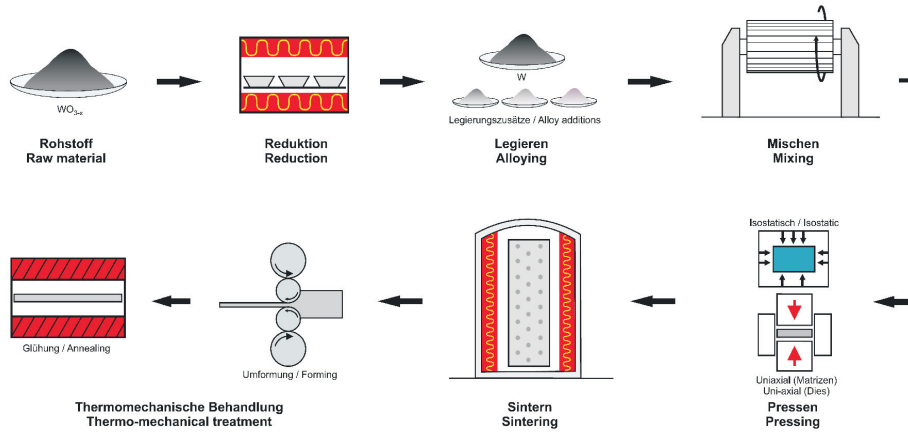 WO3-x
Rohstoff
Raw material
Reduktion
Reduction
W
Legierungszusätze / Alloy additions
Legieren
Alloying
Mischen
Mixing
Isostatisch / Isostatic
Uniaxial (Matrizen)
Uni-axial (Dies)
Pressen
Pressing
Sintern
Sintering
Umformung / Forming
Glühung / Annealing
Thermomechanische Behandlung
Thermo-mechanical treatment